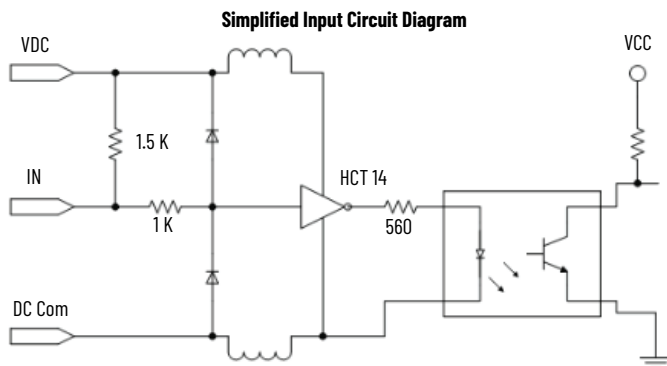 Simplified Input Circuit Diagram
VDC
VCC
1.5 K
IN
HCT 14
1 K
560
DC Com